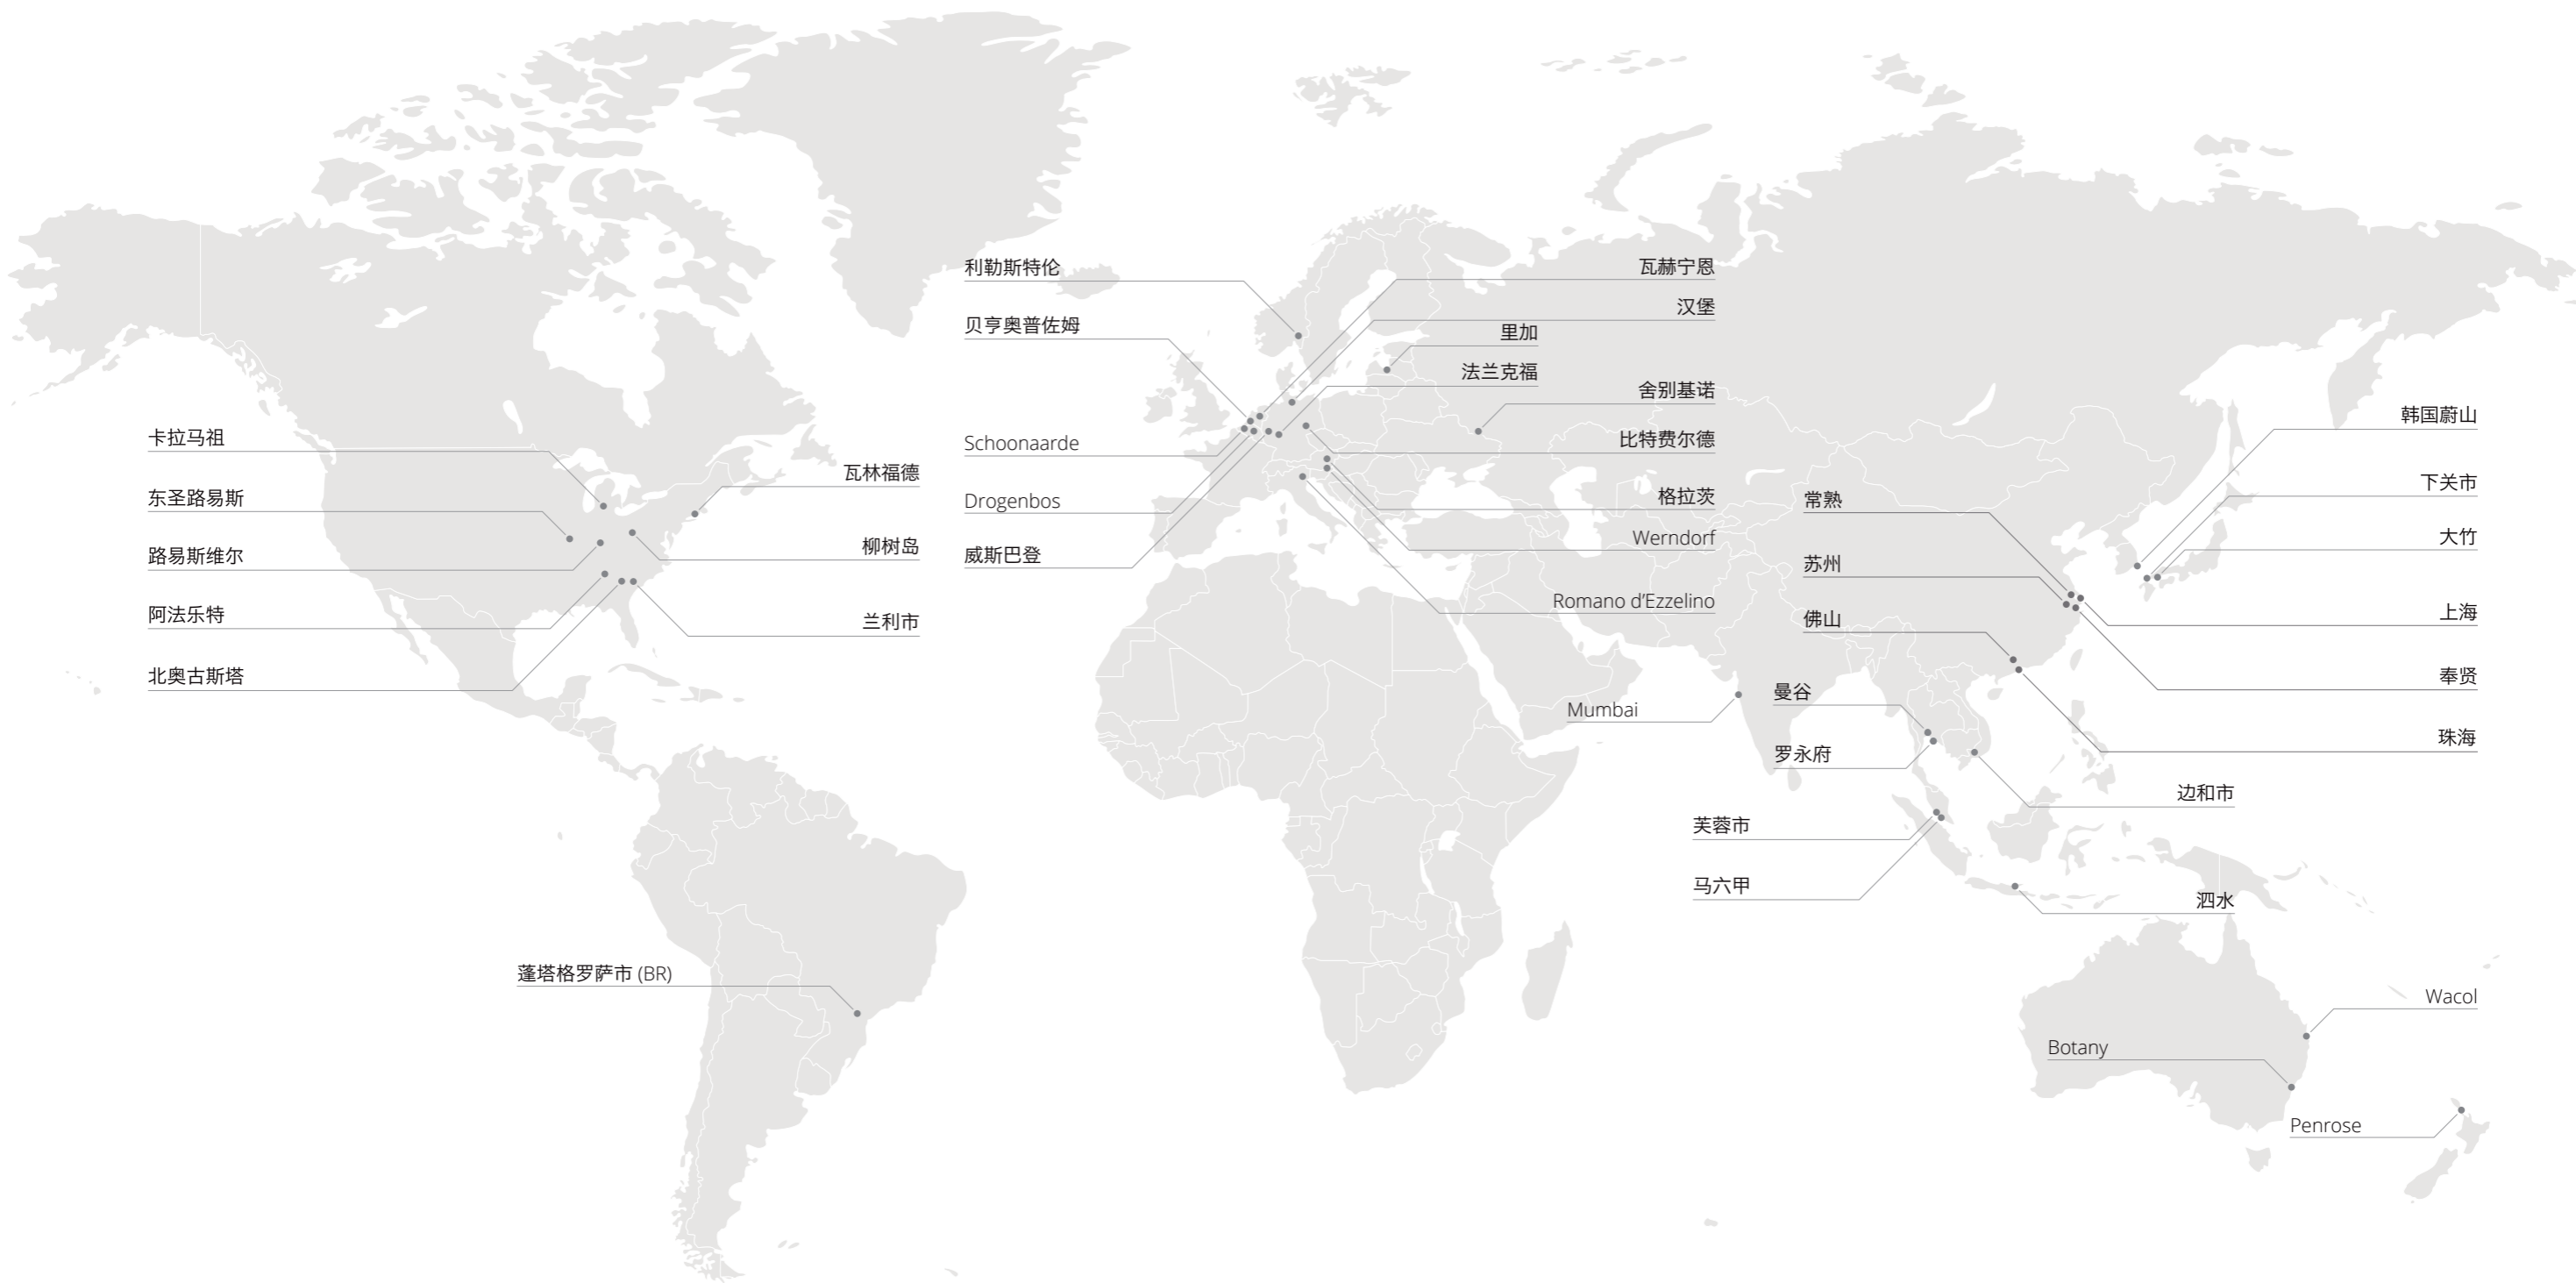 卡拉马祖
东圣路易斯
路易斯维尔
阿法乐特
北奥古斯塔
瓦林福德
柳树岛
兰利市
蓬塔格罗萨市 (BR)
利勒斯特伦
贝亨奥普佐姆
Schoonaarde
Drogenbos
威斯巴登
瓦赫宁恩
汉堡
里加
法兰克福
舍别基诺
比特费尔德
格拉茨
Werndorf
Romano d’Ezzelino
Mumbai
常熟
苏州
佛山
曼谷
罗永府
芙蓉市
马六甲
韩国蔚山
下关市
大竹
上海
奉贤
珠海
边和市
泗水
Wacol
Botany
Penrose